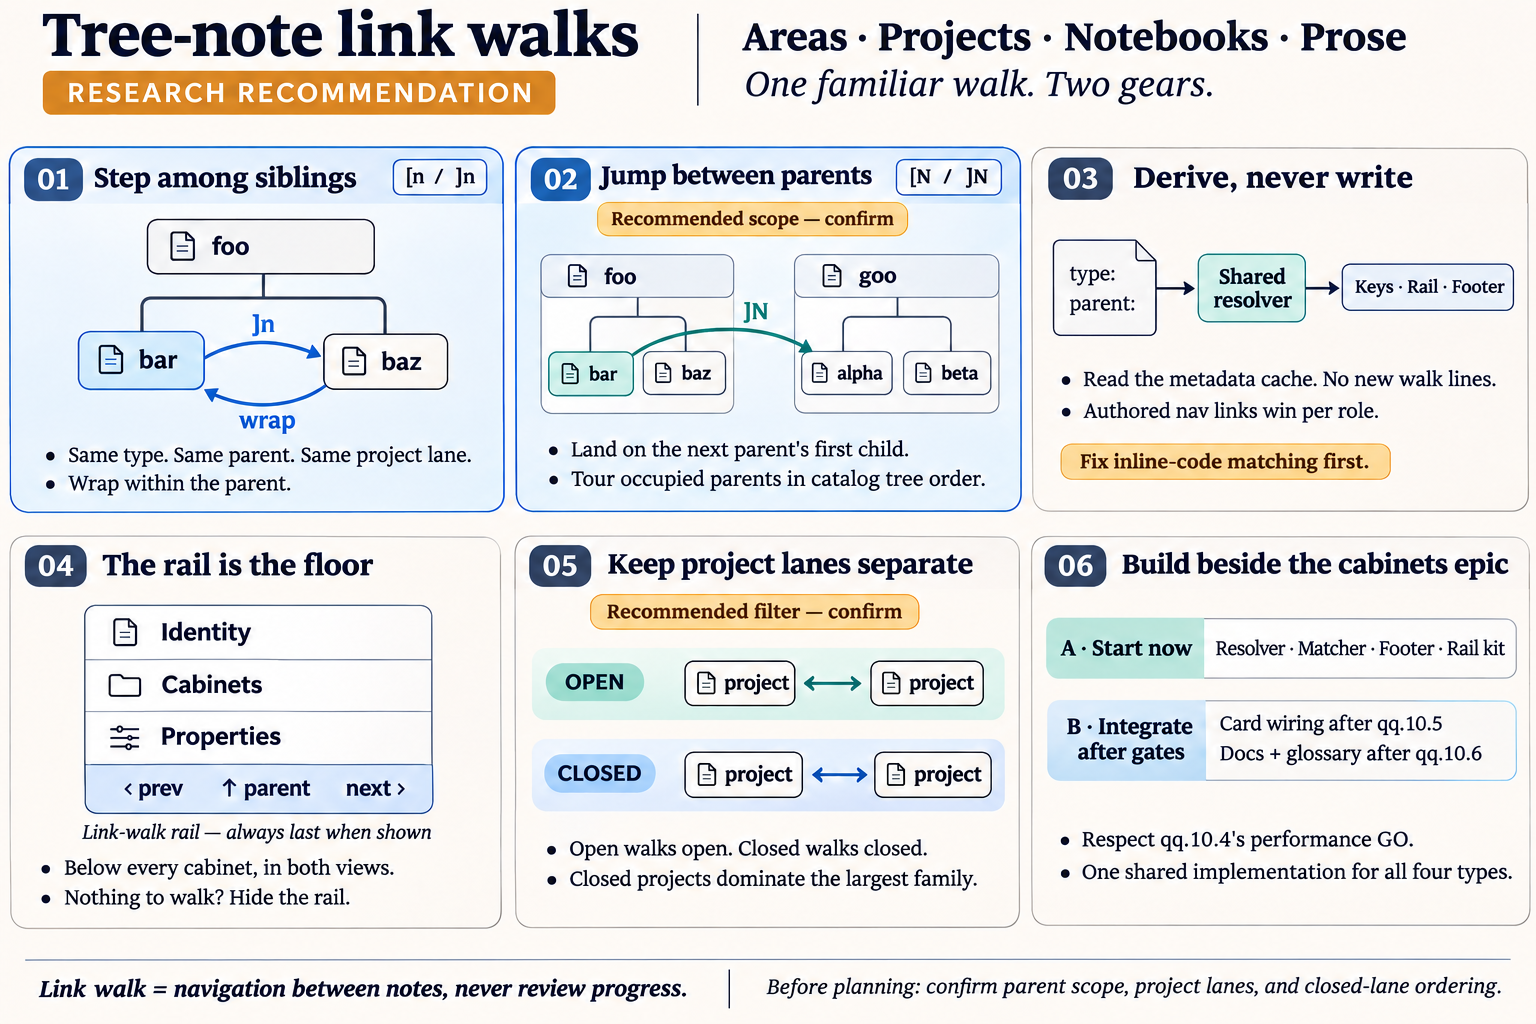 Tree-note link walks
RESEARCH RECOMMENDATION
Areas · Projects · Notebooks · Prose
One familiar walk. Two gears.
01 Step among siblings [n / ]n
foo
]n
bar
baz
wrap
• Same type. Same parent. Same project lane.
• Wrap within the parent.
02 Jump between parents [N / ]N
Recommended scope — confirm
foo
goo
]N
bar
baz
alpha
beta
• Land on the next parent's first child.
• Tour occupied parents in catalog tree order.
03 Derive, never write
type:
parent:
Shared
resolver
Keys · Rail · Footer
• Read the metadata cache. No new walk lines.
• Authored nav links win per role.
Fix inline-code matching first.
04 The rail is the floor
Identity
Cabinets
Properties
‹ prev ↑ parent next ›
Link-walk rail — always last when shown
• Below every cabinet, in both views.
• Nothing to walk? Hide the rail.
05 Keep project lanes separate
Recommended filter — confirm
OPEN project project
CLOSED project project
• Open walks open. Closed walks closed.
• Closed projects dominate the largest family.
06 Build beside the cabinets epic
A · Start now
Resolver · Matcher · Footer · Rail kit
B · Integrate
after gates
Card wiring after qq.10.5
Docs + glossary after qq.10.6
• Respect qq.10.4's performance GO.
• One shared implementation for all four types.
Link walk = navigation between notes, never review progress.
Before planning: confirm parent scope, project lanes, and closed-lane ordering.